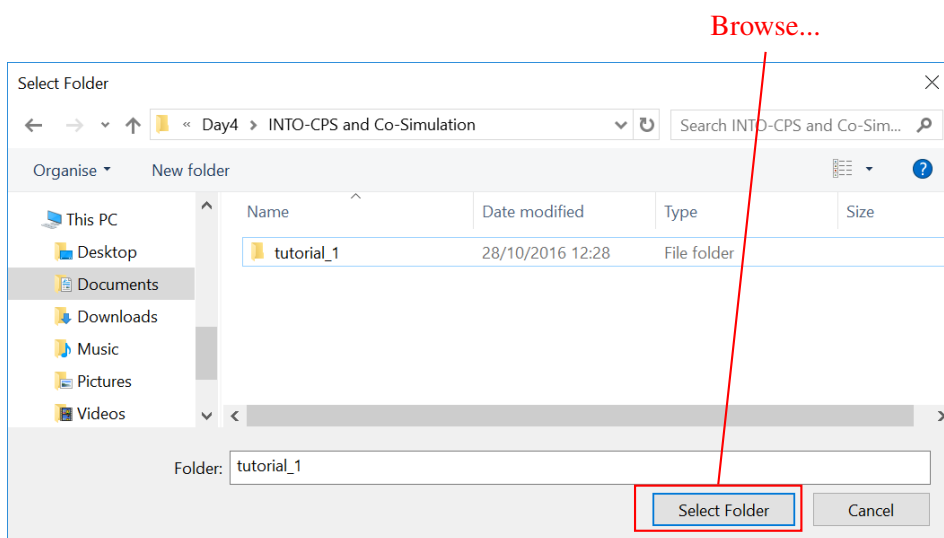 Browse...
Select Folder
« Day4 > INTO-CPS and Co-Simulation
Search INTO-CPS and Co-Sim...
Organise New folder
Name Date modified Type Size
This PC
tutorial_1 28/10/2016 12:28 File folder
Desktop
Documents
Downloads
Music
Pictures
Videos
Folder: tutorial_1
Select Folder Cancel